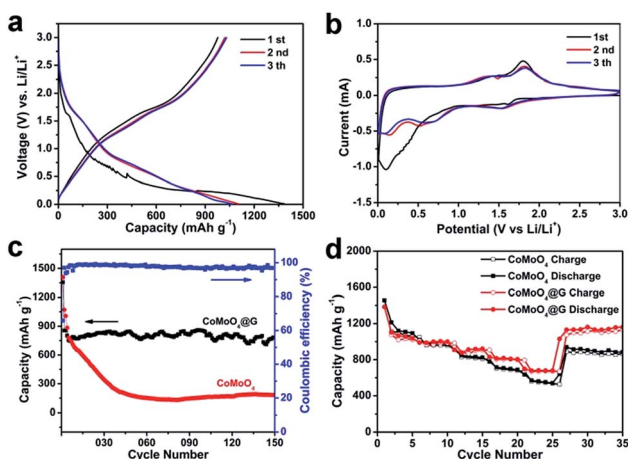 a
3.0
2.5
2.0
1.5
1.0
0.5
0.0
Voltage (V) vs. Li/Li⁺
1 st
2 nd
3 th
0 300 600 900 1200 1500
Capacity (mAh g⁻¹)
b
1.0
0.5
0.0
-0.5
-1.0
-1.5
Current (mA)
1st
2 nd
3 th
0.0 0.5 1.0 1.5 2.0 2.5 3.0
Potential (V vs Li/Li⁺)
c
1500
1200
900
600
300
0
Capacity (mAh g⁻¹)
CoMoO₄@G
CoMoO₄
100
80
60
40
20
0
Coulombic efficiency (%)
030 060 090 120 150
Cycle Number
d
2000
1600
1200
800
400
0
Capacity (mAh g⁻¹)
CoMoO₄ Charge
CoMoO₄ Discharge
CoMoO₄@G Charge
CoMoO₄@G Discharge
0 5 10 15 20 25 30 35
Cycle Number